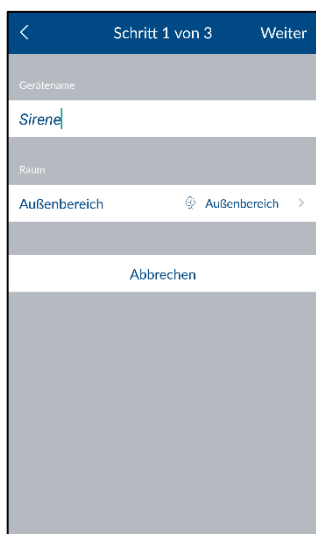 Schritt 1 von 3 Weiter
Gerätename
Sirene
Raum
Außenbereich Außenbereich
Abbrechen